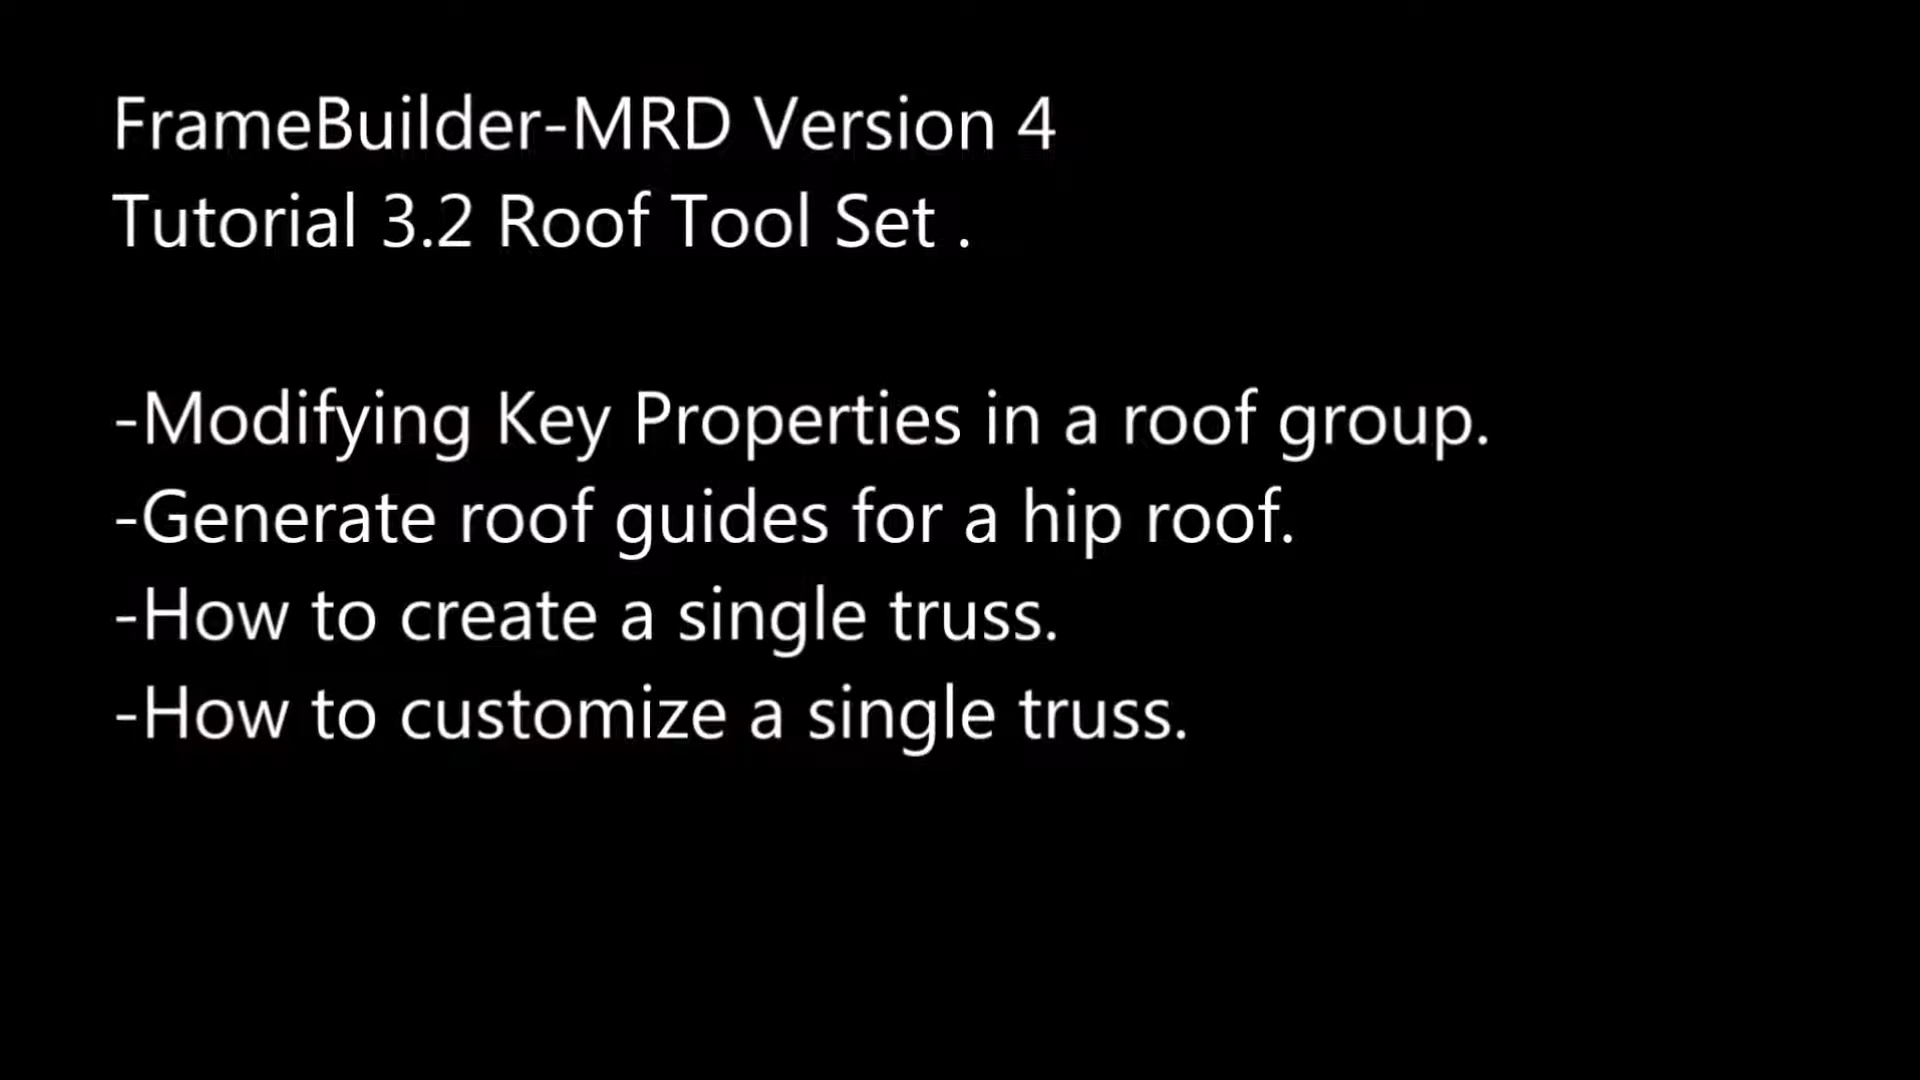 FrameBuilder-MRD Version 4
Tutorial 3.2 Roof Tool Set .
-Modifying Key Properties in a roof group.
-Generate roof guides for a hip roof.
-How to create a single truss.
-How to customize a single truss.